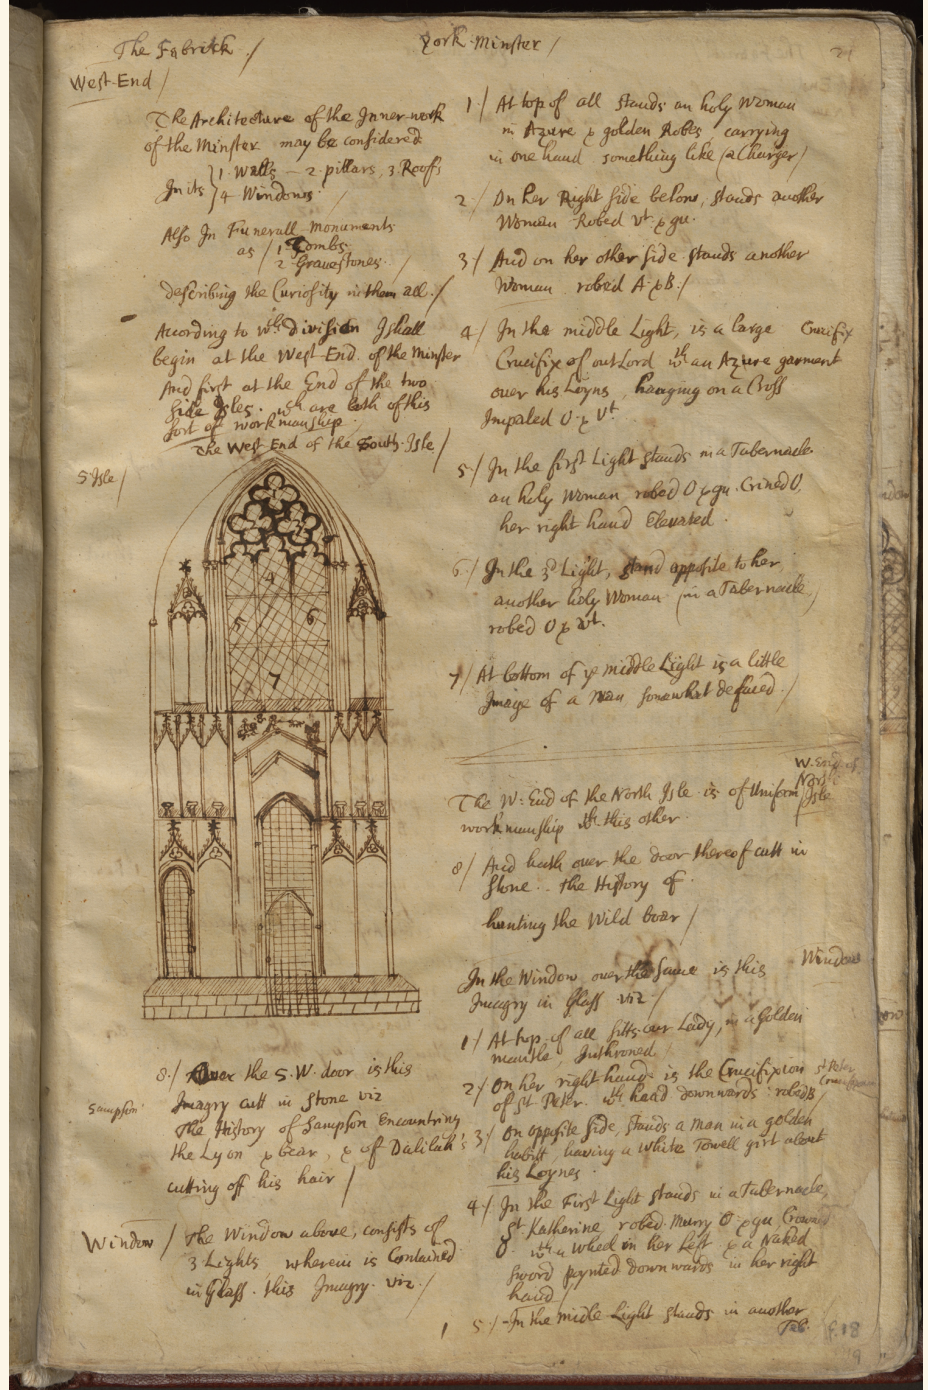 The Fabrick /
York Minster /
21
West End /
The Architecture of the Inner-work
of the Minster may be considered
In its } 1 Walls – 2 pillars, 3 Roofs
4 Windows
Also In Funerall Monuments
as / 1 Tombs
2 Gravestones. /
describing the Curiosity in them all. /
According to wch division I shall
begin at the West End of the Minster
And first at the End of the two
Side Isles. wch are both of this
sort of workmanship.
The West End of the South Isle /
S. Isle /
4
5 6
7
8
8 / Over the S.W. door is this
Imagry cutt in stone viz
Sampson
The History of Sampson Encountring
the Lyon, & bear, & of Dalilah's
cutting off his hair /
Window /
The Window above, consists of
3 Lights wherein is Contained
in Glass. this Imagry. viz. /
1 / At top of all stands an holy Woman
in Azure & golden Robes, carrying
in one hand something like (a Charger)
2 / On her Right side below, stands another
Woman Robed Vt & gu.
3 / And on her other side stands another
Woman robed A & B. /
4 / In the middle Light, is a large
Crucifix
Crucifix of our Lord wth an Azure garment
over his Loyns, hanging on a Cross
Impaled O & Vt
5 / In the first Light stands in a Tabernacle
an holy Woman robed O & gu. Crined O,
her right hand Elevated.
6 / In the 3d Light, stand opposite to her,
another holy Woman (in a Tabernacle)
robed O & vt.
7 / At bottom of ye middle Light is a little
Image of a man somewhat defaced. /
W. End of
North
Isle
The W: End of the North Isle is of Uniform
workmanship wth this other.
8 / And hath over the door thereof cutt in
Stone.. the History of
hunting the Wild boar /
Window
In the Window over the same is this
Imagry in Glass viz /
1 / At top of all sitts our Lady, in a Golden
mantle, Inthroned
2 / On her right hand is the Crucifixion
St Peter
of St Peter. wth head downwards robed B /
3 / On opposite side, stands a man in a golden
habitt, having a White Towell girt about
his Loynes.
4 / In the First Light stands in a Tabernacle,
St Katherine robed Murry O & gu Crowned
O. wth a Wheel in her left & a Naked
Sword poynted downwards in her right
hand /
5 / In the midle Light stands in another
Tab:
f.18
19